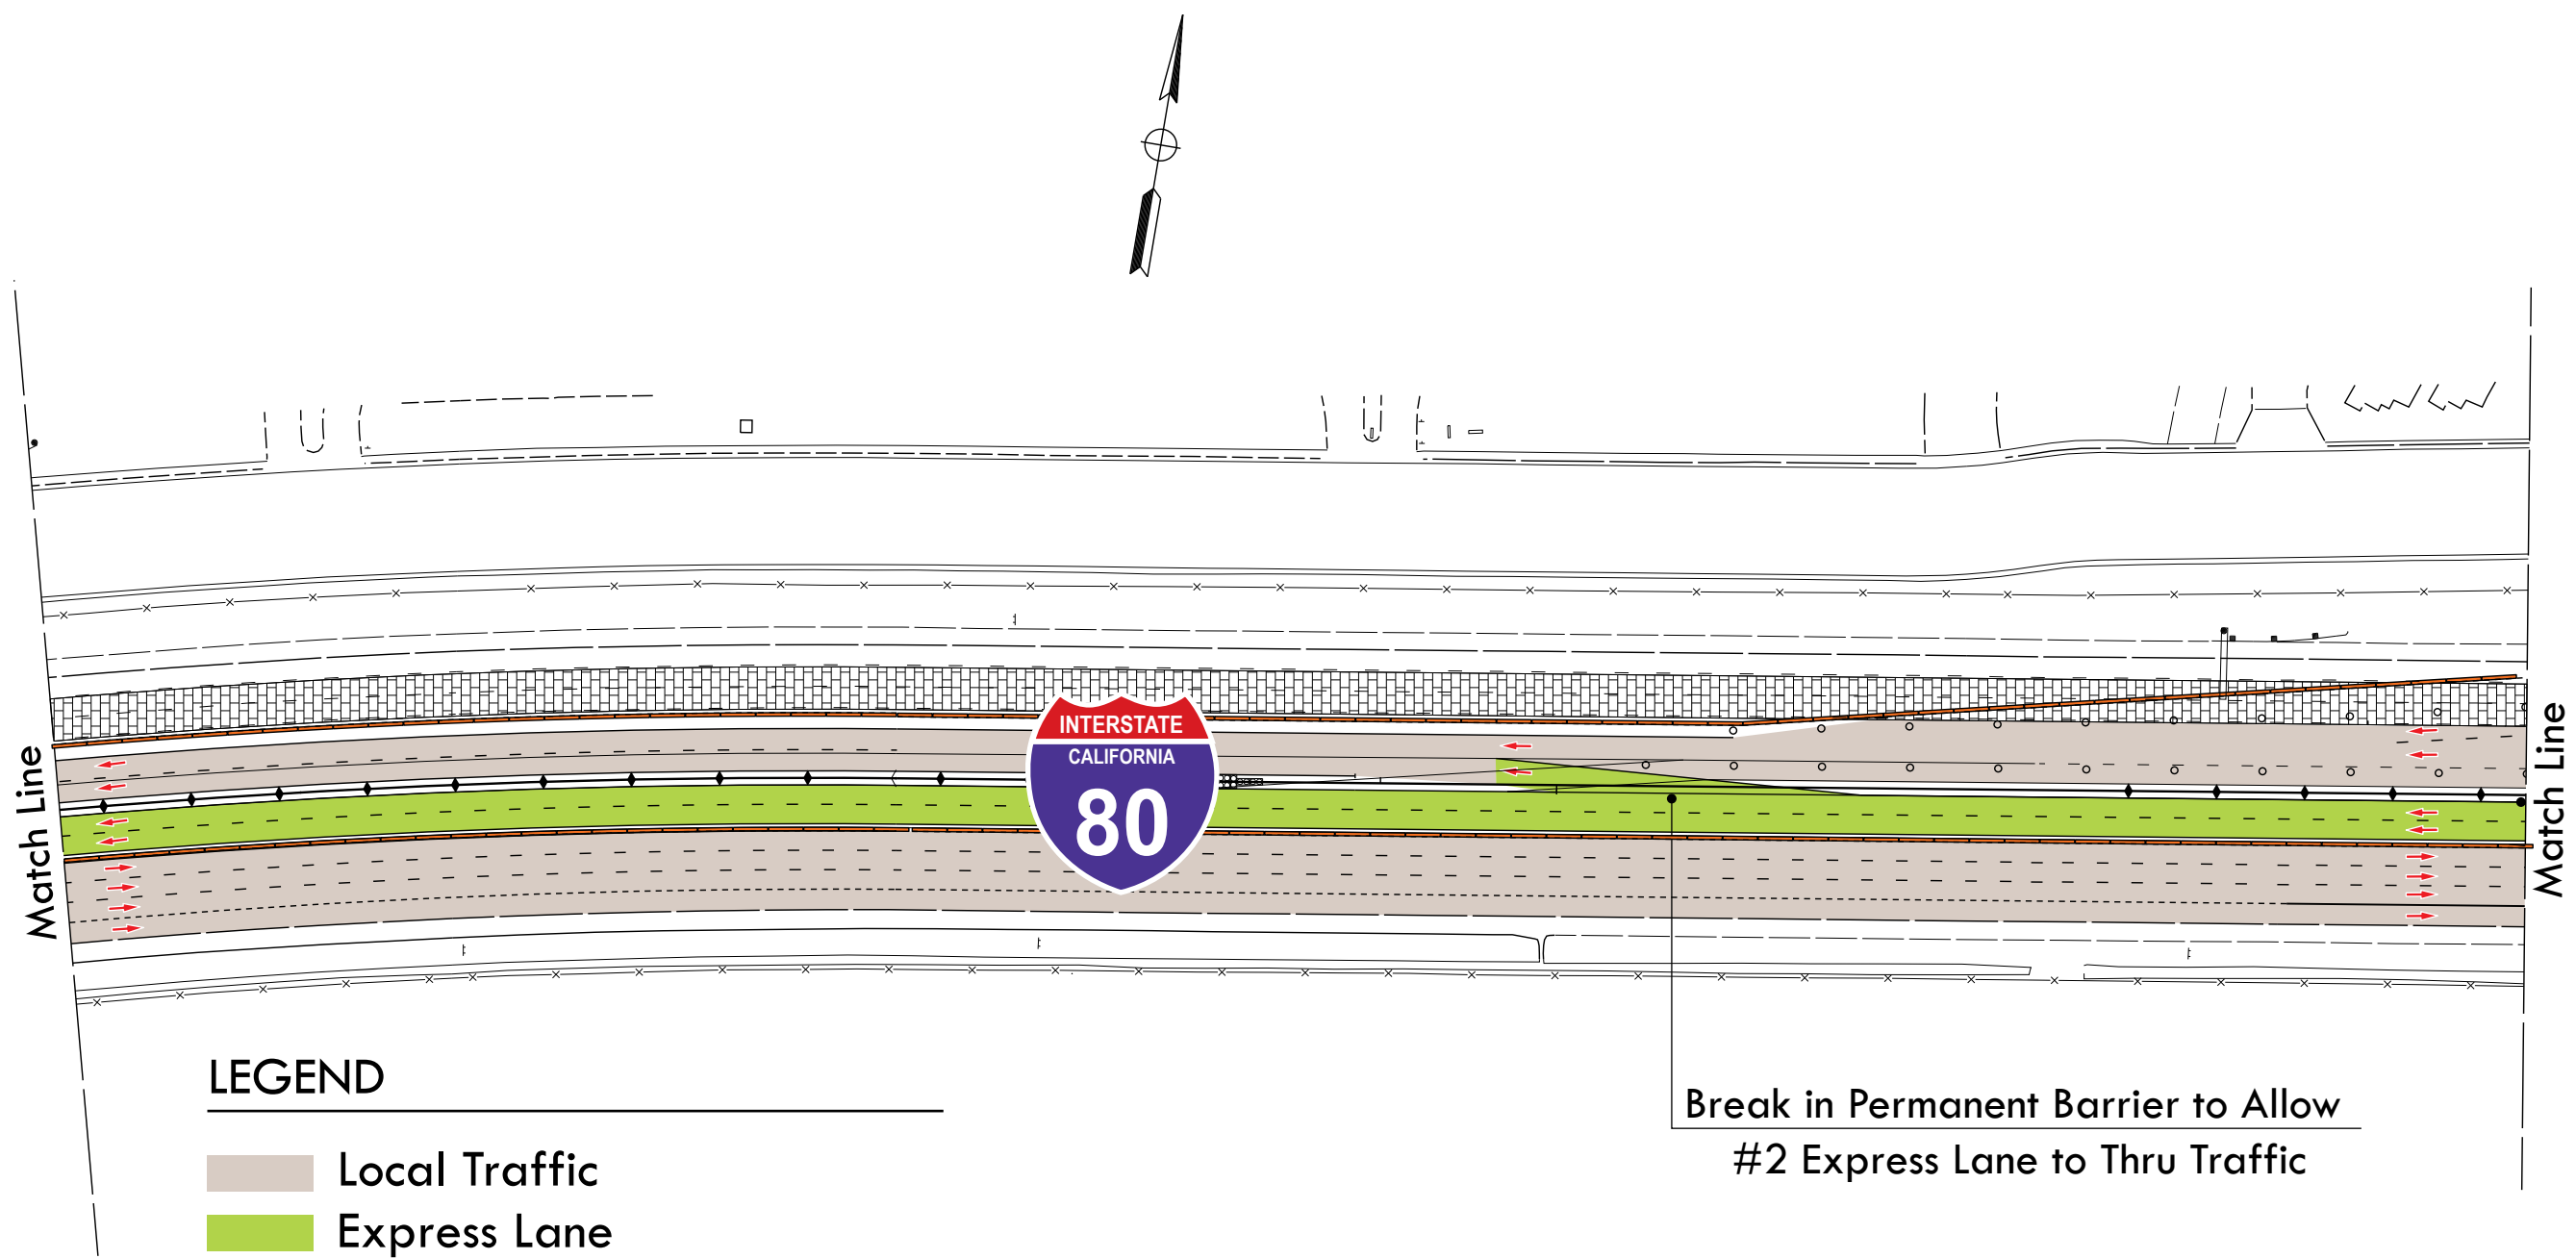 INTERSTATE
CALIFORNIA
80
Match Line
Match Line
LEGEND
Local Traffic
Express Lane
Break in Permanent Barrier to Allow
#2 Express Lane to Thru Traffic